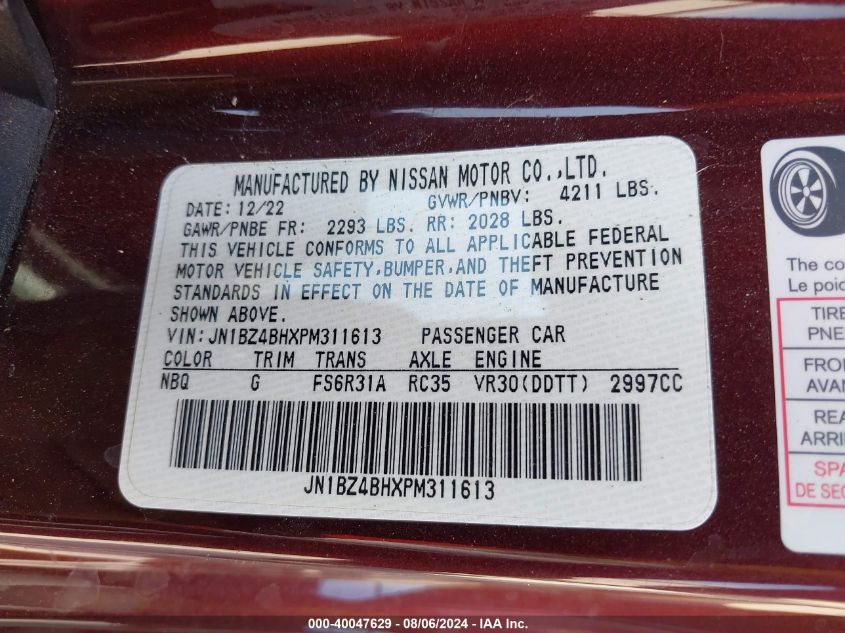 MANUFACTURED BY NISSAN MOTOR CO.,LTD.
DATE: 12/22 GVWR/PNBV: 4211 LBS.
GAWR/PNBE FR: 2293 LBS. RR: 2028 LBS.
THIS VEHICLE CONFORMS TO ALL APPLICABLE FEDERAL
MOTOR VEHICLE SAFETY,BUMPER,AND THEFT PREVENTION
STANDARDS IN EFFECT ON THE DATE OF MANUFACTURE
SHOWN ABOVE.
VIN: JN1BZ4BHXPM311613 PASSENGER CAR
COLOR TRIM TRANS AXLE ENGINE
NBQ G FS6R31A RC35 VR30(DDTT) 2997CC
JN1BZ4BHXPM311613
The co
Le poid
TIRE
PNE
FRO
AVAN
REA
ARRI
SPA
DE SEC
000-40047629 - 08/06/2024 - IAA Inc.